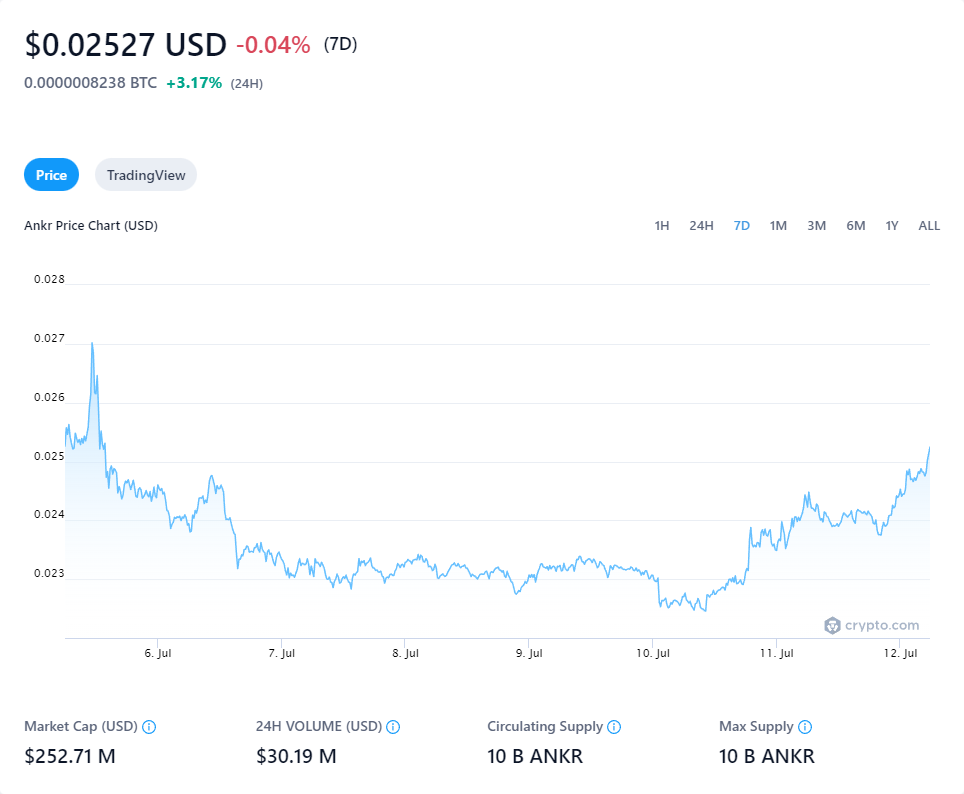 $0.02527 USD -0.04% (7D)
0.0000008238 BTC +3.17% (24H)
Price TradingView
Ankr Price Chart (USD) 1H 24H 7D 1M 3M 6M 1Y ALL
0.028
0.027
0.026
0.025
0.024
0.023
crypto.com
6. Jul 7. Jul 8. Jul 9. Jul 10. Jul 11. Jul 12. Jul
Market Cap (USD) 24H VOLUME (USD) Circulating Supply Max Supply
$252.71 M $30.19 M 10 B ANKR 10 B ANKR